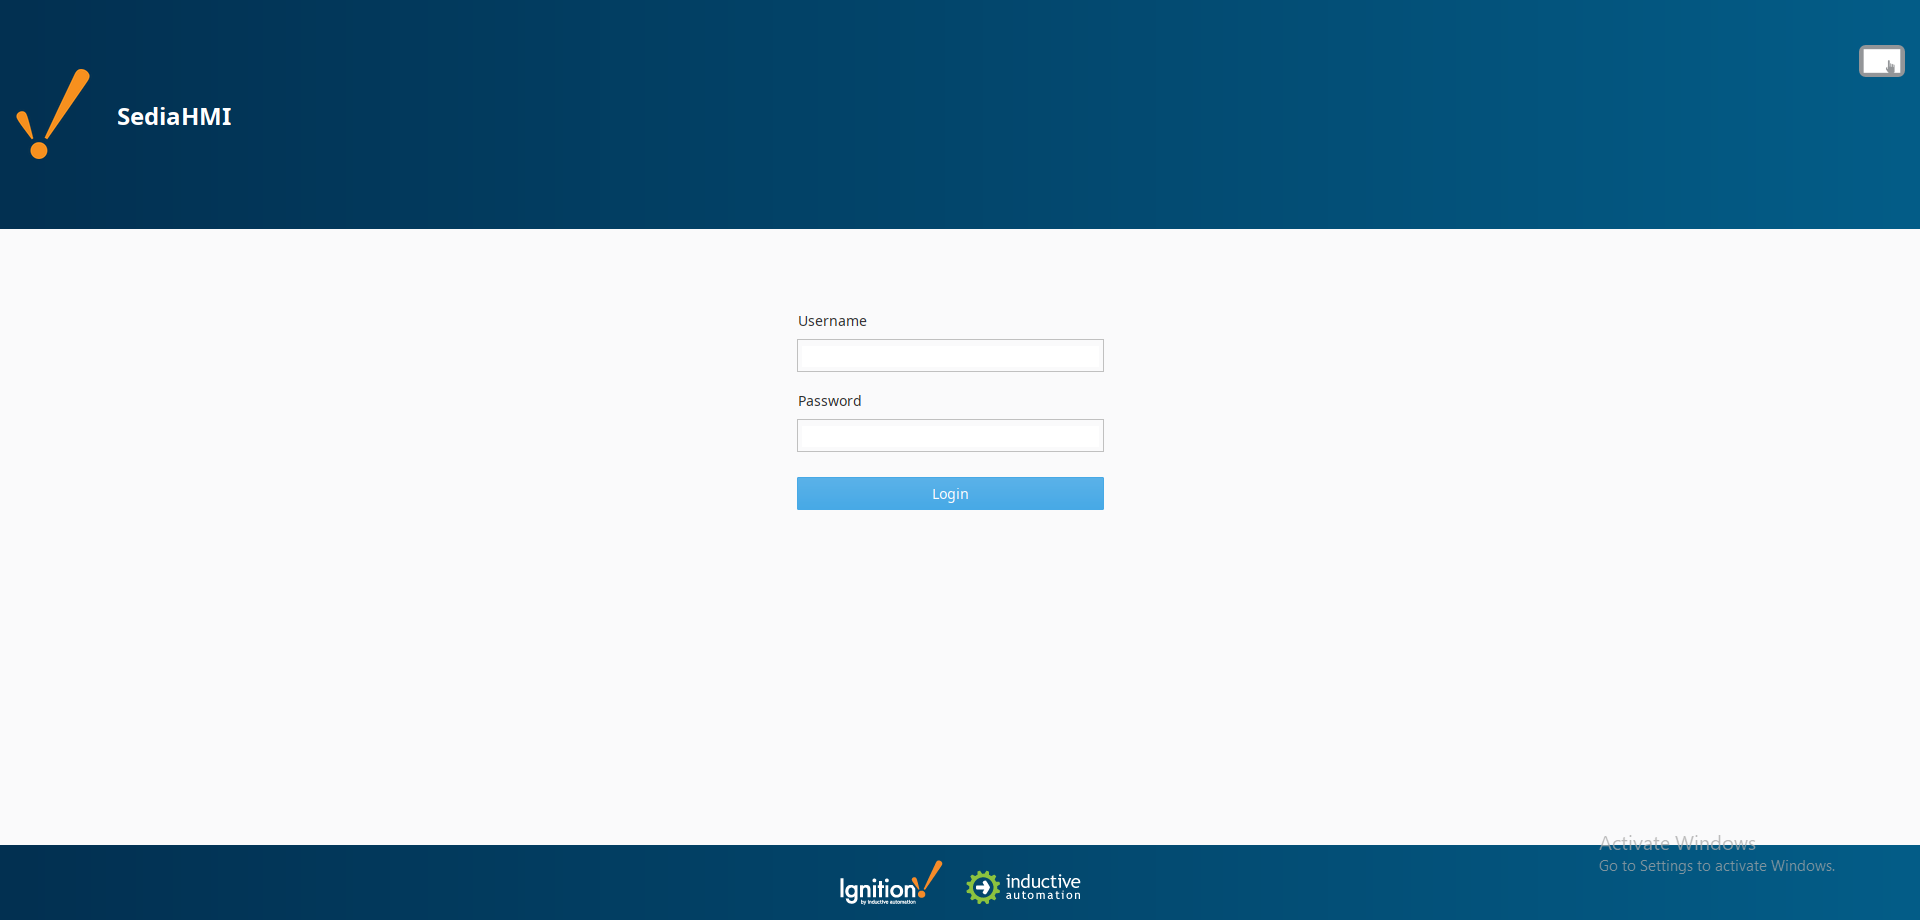 SediaHMI
Username
Password
Login
Activate Windows
Go to Settings to activate Windows.
Ignition
by inductive automation
inductive
automation